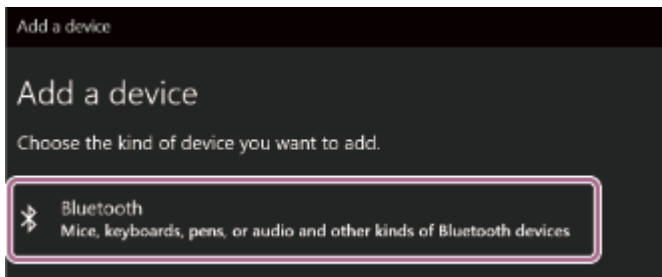 Add a device
Add a device
Choose the kind of device you want to add.
Bluetooth
Mice, keyboards, pens, or audio and other kinds of Bluetooth devices